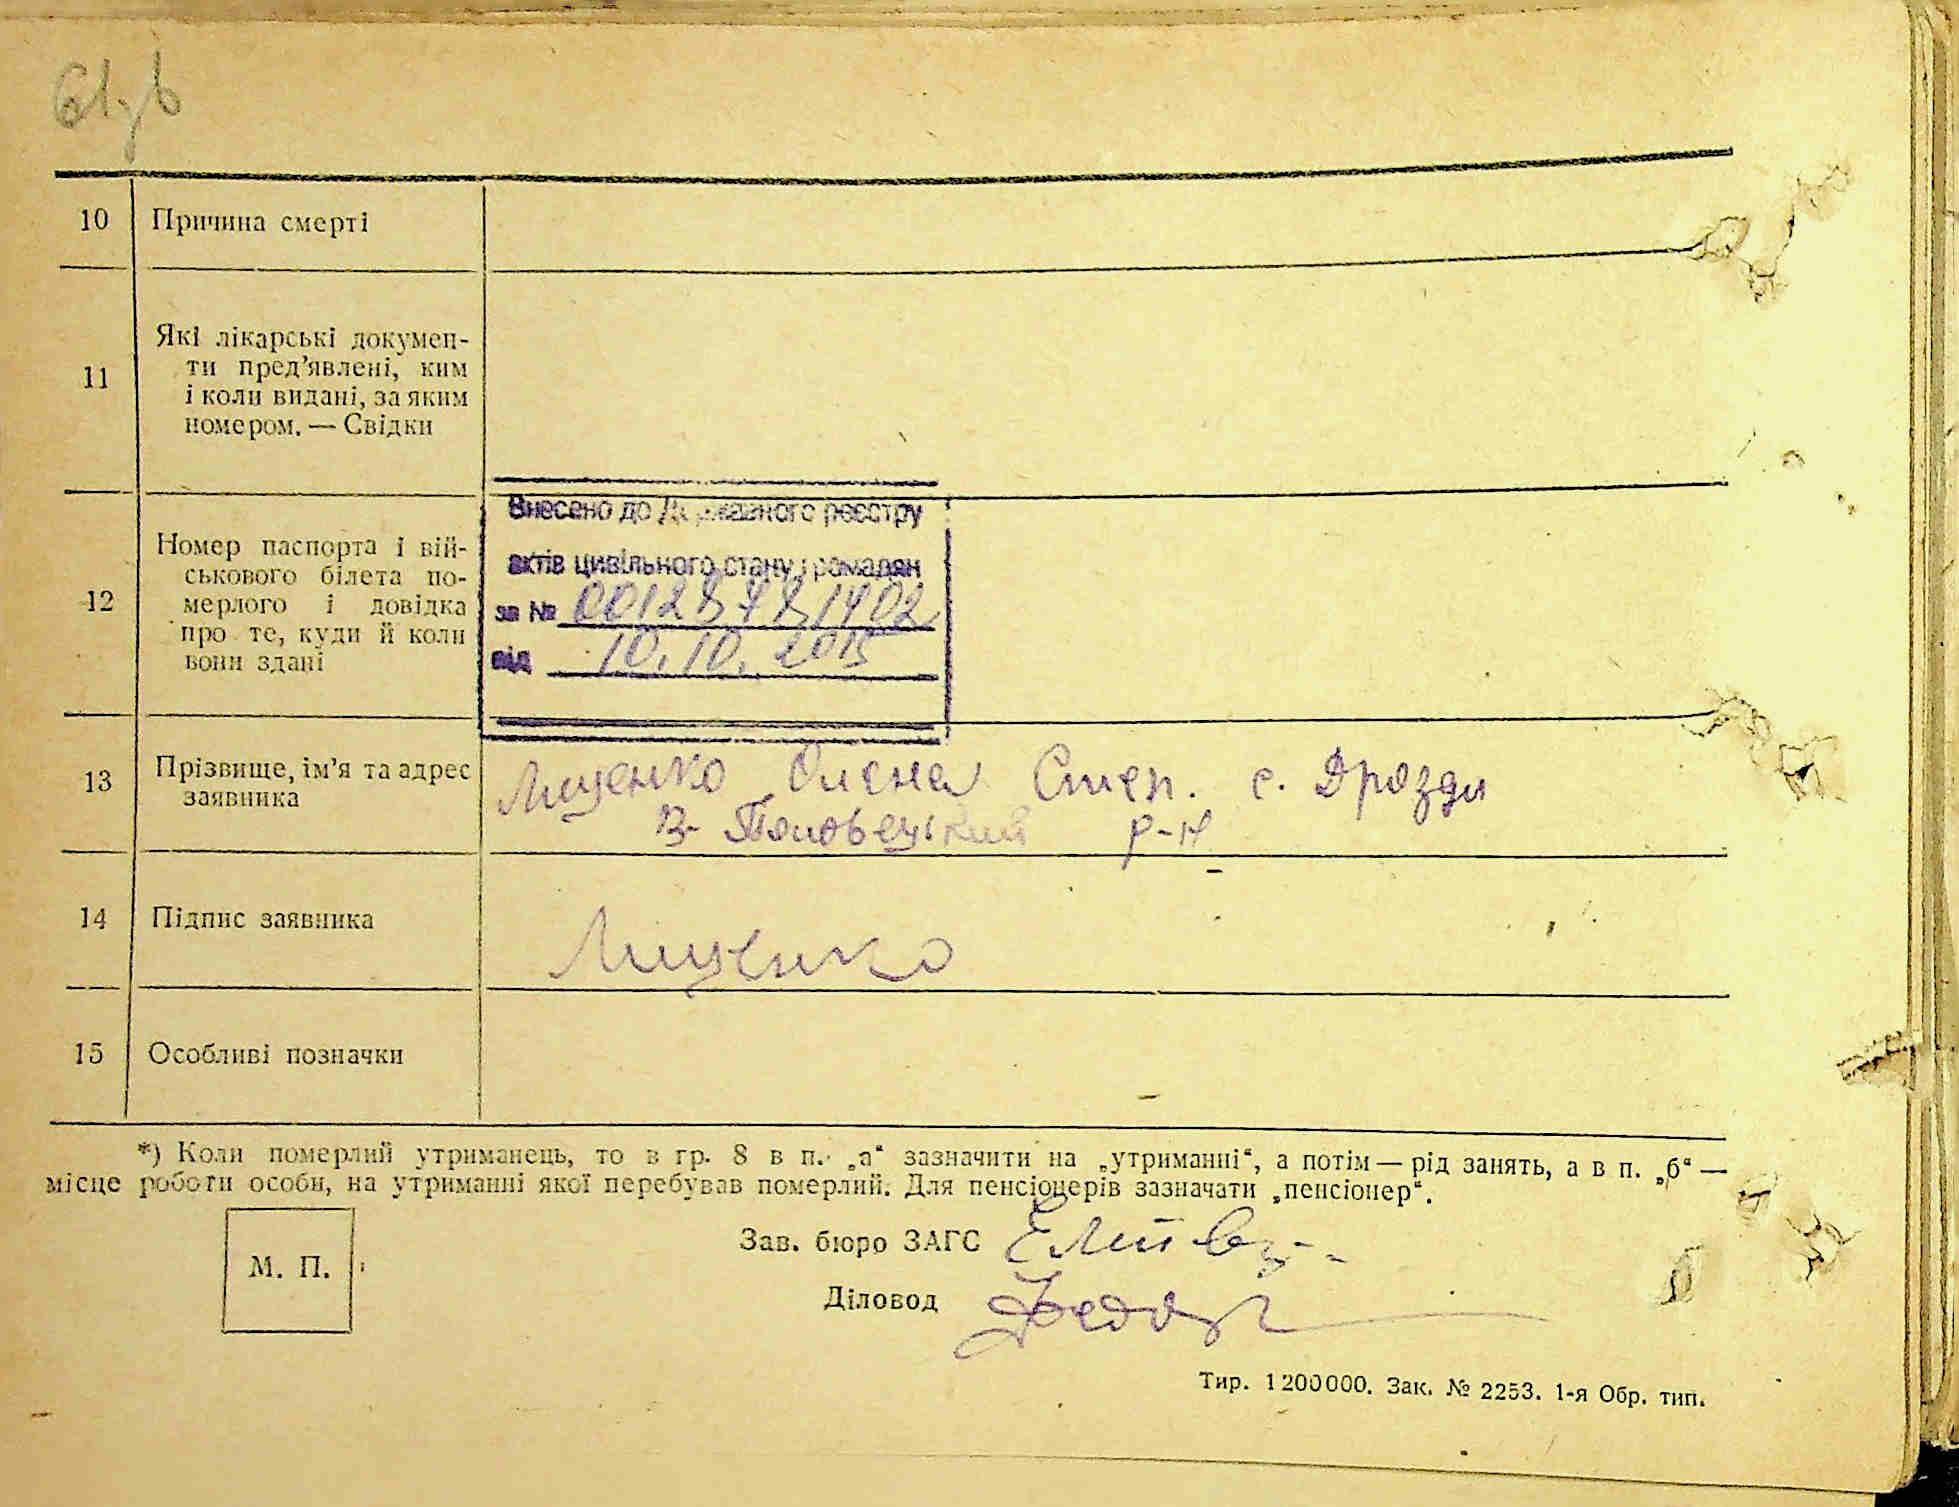 10 Причина смерті
11 Які лікарські докумен-
ти пред'явлені, ким
і коли видані, за яким
номером. — Свідки
12 Номер паспорта і вій-
ськового білета по-
мерлого і довідка
про те, куди й коли
вони здані
Внесено до Державного реєстру
актів цивільного стану громадян
за №
від 10.10.2015
13 Прізвище, ім'я та адрес
заявника
Лищенко Олена Степ. с. Дрозди
В-Половецький р-н
14 Підпис заявника
Лищенко
15 Особливі позначки
*) Коли померлий утриманець, то в гр. 8 в п. „а“ зазначити на „утриманні“, а потім — рід занять, а в п. „б“ —
місце роботи особи, на утриманні якої перебував померлий. Для пенсіонерів зазначати „пенсіонер“.
М. П.
Зав. бюро ЗАГС
Діловод
Тир. 1200000. Зак. № 2253. 1-я Обр. тип.